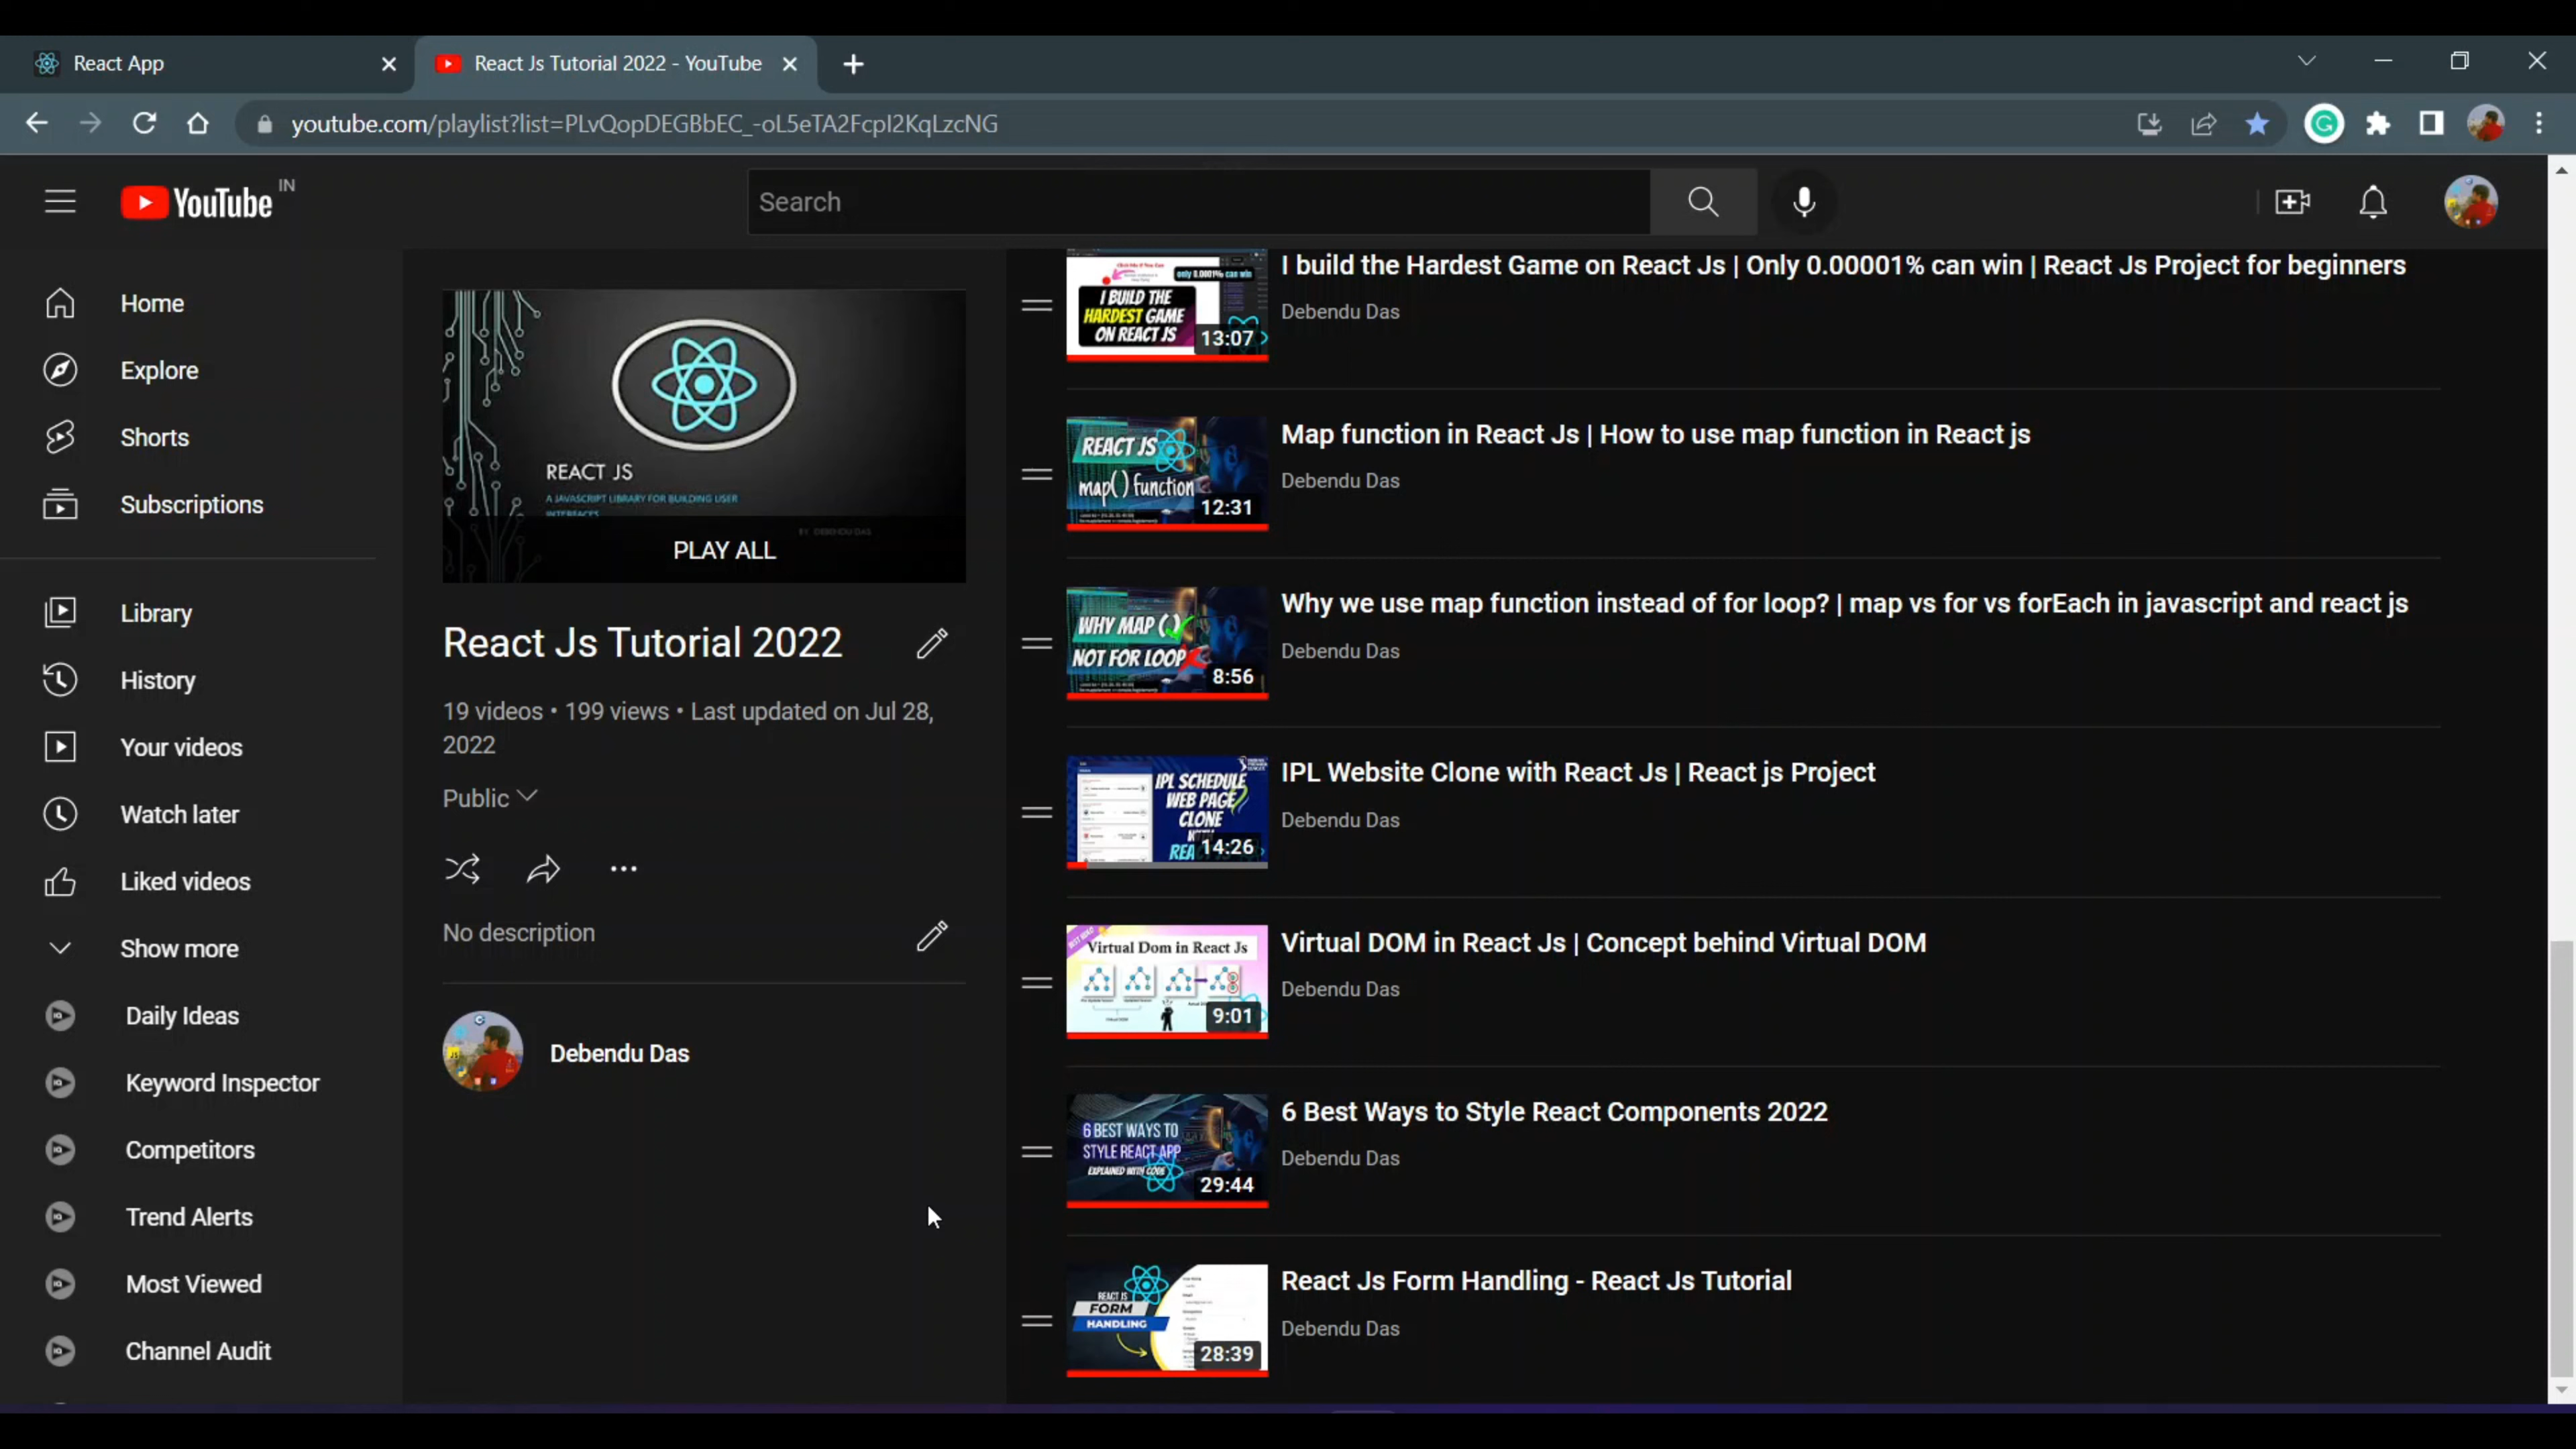 React App
React Js Tutorial 2022 - YouTube
youtube.com/playlist?list=PLvQopDEGBbEC_-oL5eTA2FcpI2KqLzcNG
YouTube IN
Search
Home
Explore
Shorts
Subscriptions
Library
History
Your videos
Watch later
Liked videos
Show more
Daily Ideas
Keyword Inspector
Competitors
Trend Alerts
Most Viewed
Channel Audit
REACT JS
A JAVASCRIPT LIBRARY FOR BUILDING USER
INTERFACES
BY DEBENDU DAS
PLAY ALL
React Js Tutorial 2022
19 videos • 199 views • Last updated on Jul 28,
2022
Public
No description
Debendu Das
only 0.0001% can win
I BUILD THE
HARDEST GAME
ON REACT JS
13:07
I build the Hardest Game on React Js | Only 0.00001% can win | React Js Project for beginners
Debendu Das
REACT JS
map() function
12:31
Map function in React Js | How to use map function in React js
Debendu Das
WHY MAP ( )
NOT FOR LOOP
8:56
Why we use map function instead of for loop? | map vs for vs forEach in javascript and react js
Debendu Das
IPL SCHEDULE
WEB PAGE
CLONE
14:26
IPL Website Clone with React Js | React js Project
Debendu Das
Virtual Dom in React Js
9:01
Virtual DOM in React Js | Concept behind Virtual DOM
Debendu Das
6 BEST WAYS TO
STYLE REACT APP
EXPLAINED WITH CODE
29:44
6 Best Ways to Style React Components 2022
Debendu Das
REACT JS
FORM
HANDLING
28:39
React Js Form Handling - React Js Tutorial
Debendu Das